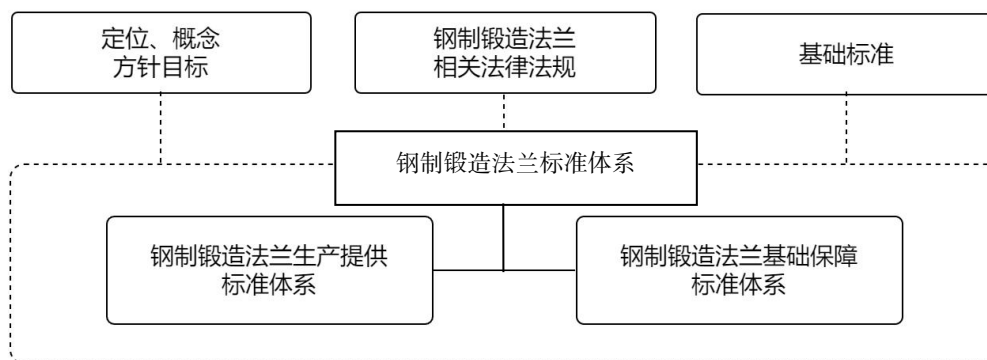 定位、概念
方针目标
钢制锻造法兰
相关法律法规
基础标准
钢制锻造法兰标准体系
钢制锻造法兰生产提供
标准体系
钢制锻造法兰基础保障
标准体系